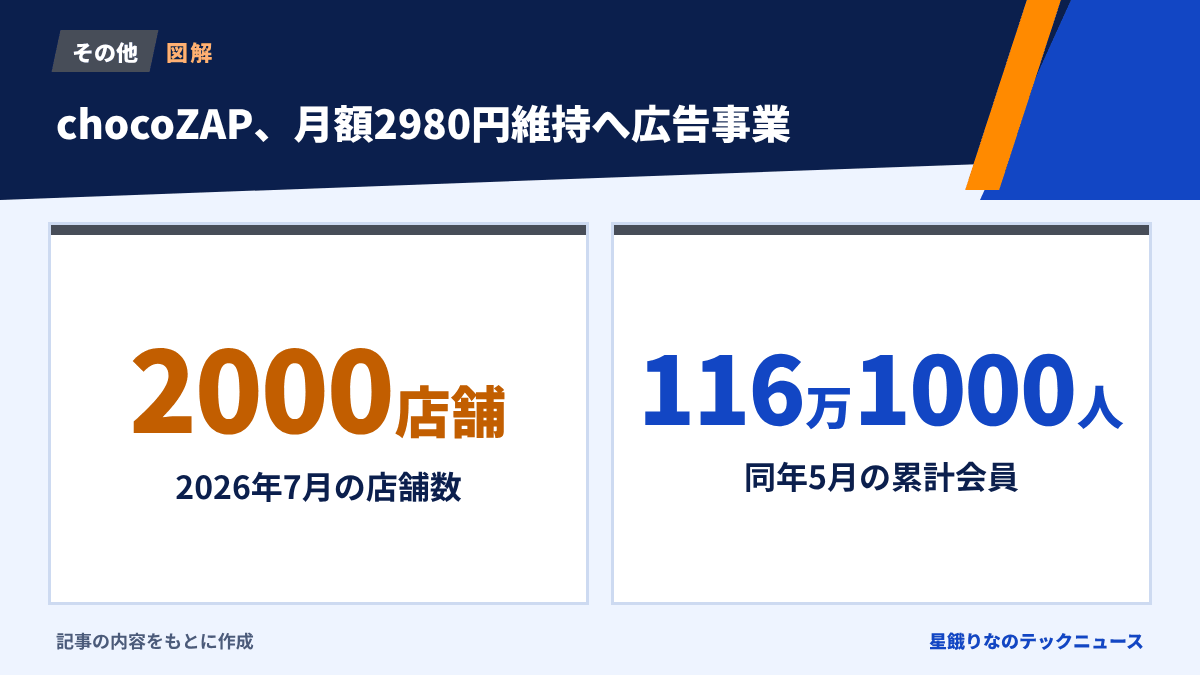 その他 図解
chocoZAP、月額2980円維持へ広告事業
2000店舗
2026年7月の店舗数
116万1000人
同年5月の累計会員
記事の内容をもとに作成
星餓りなのテックニュース